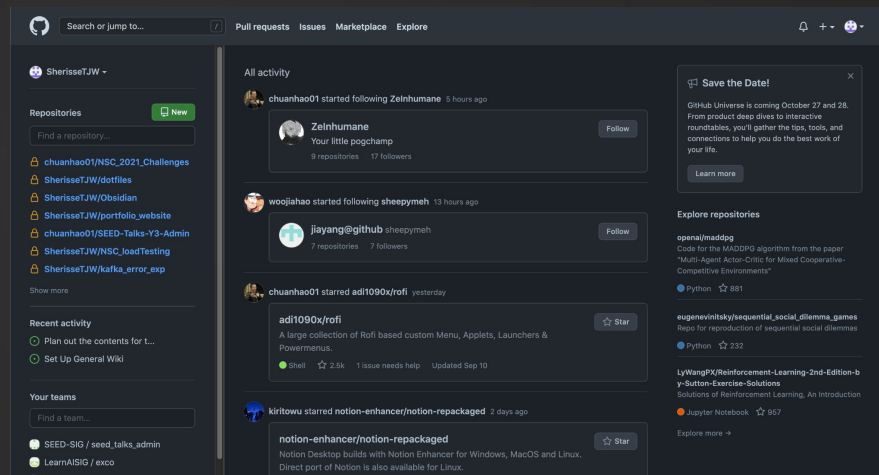 Search or jump to...
/
Pull requests Issues Marketplace Explore
SherisseTJW
Repositories
New
Find a repository...
chuanhao01/NSC_2021_Challenges
SherisseTJW/dotfiles
SherisseTJW/Obsidian
SherisseTJW/portfolio_website
chuanhao01/SEED-Talks-Y3-Admin
SherisseTJW/NSC_loadTesting
SherisseTJW/kafka_error_exp
Show more
Recent activity
Plan out the contents for t...
Set Up General Wiki
Your teams
Find a team...
SEED-SIG / seed_talks_admin
LearnAISIG / exco
All activity
chuanhao01 started following Zelnhumane 5 hours ago
Zelnhumane
Your little pogchamp
9 repositories 17 followers
Follow
woojiahao started following sheepymeh 13 hours ago
jiayang@github sheepymeh
7 repositories 7 followers
Follow
chuanhao01 starred adi1090x/rofi yesterday
adi1090x/rofi
A large collection of Rofi based custom Menu, Applets, Launchers &
Powermenus.
Shell 2.5k 1 issue needs help Updated Sep 10
Star
kiritowu starred notion-enhancer/notion-repackaged 2 days ago
notion-enhancer/notion-repackaged
Notion Desktop builds with Notion Enhancer for Windows, MacOS and Linux.
Direct port of Notion is also available for Linux.
Star
Save the Date!
GitHub Universe is coming October 27 and 28.
From product deep dives to interactive
roundtables, you'll gather the tips, tools, and
connections to help you do the best work of
your life.
Learn more
Explore repositories
openai/maddpg
Code for the MADDPG algorithm from the paper
"Multi-Agent Actor-Critic for Mixed Cooperative-
Competitive Environments"
Python 881
eugenevinitsky/sequential_social_dilemma_games
Repo for reproduction of sequential social dilemmas
Python 232
LyWangPX/Reinforcement-Learning-2nd-Edition-b
y-Sutton-Exercise-Solutions
Solutions of Reinforcement Learning, An Introduction
Jupyter Notebook 957
Explore more →